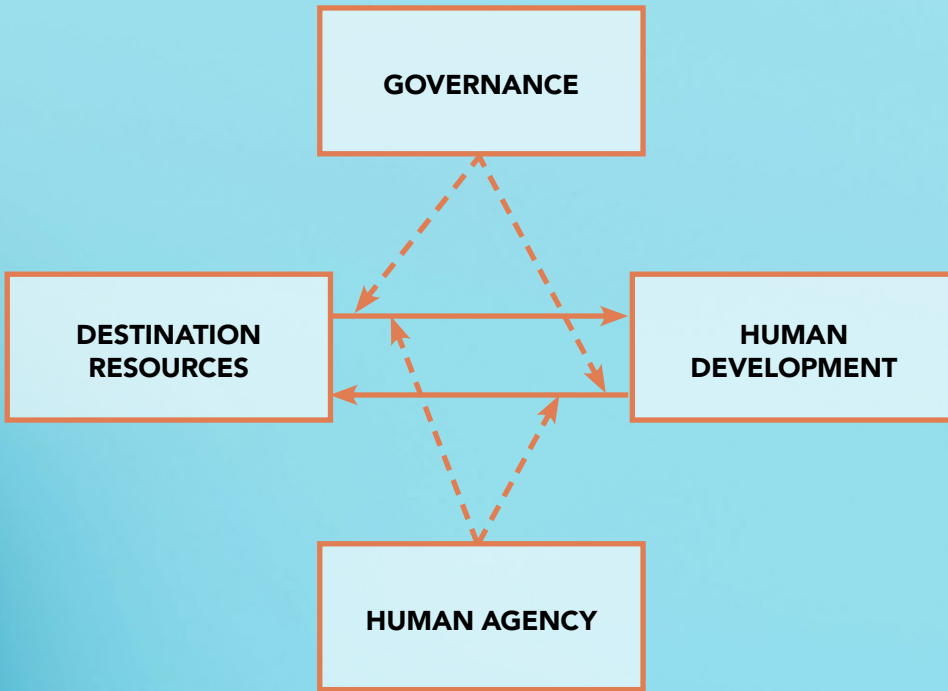 GOVERNANCE
DESTINATION
RESOURCES
HUMAN
DEVELOPMENT
HUMAN AGENCY